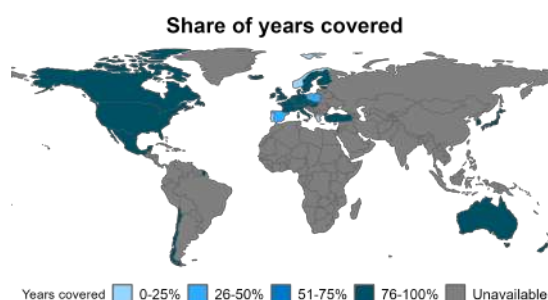 Share of years covered
Years covered 0-25% 26-50% 51-75% 76-100% Unavailable